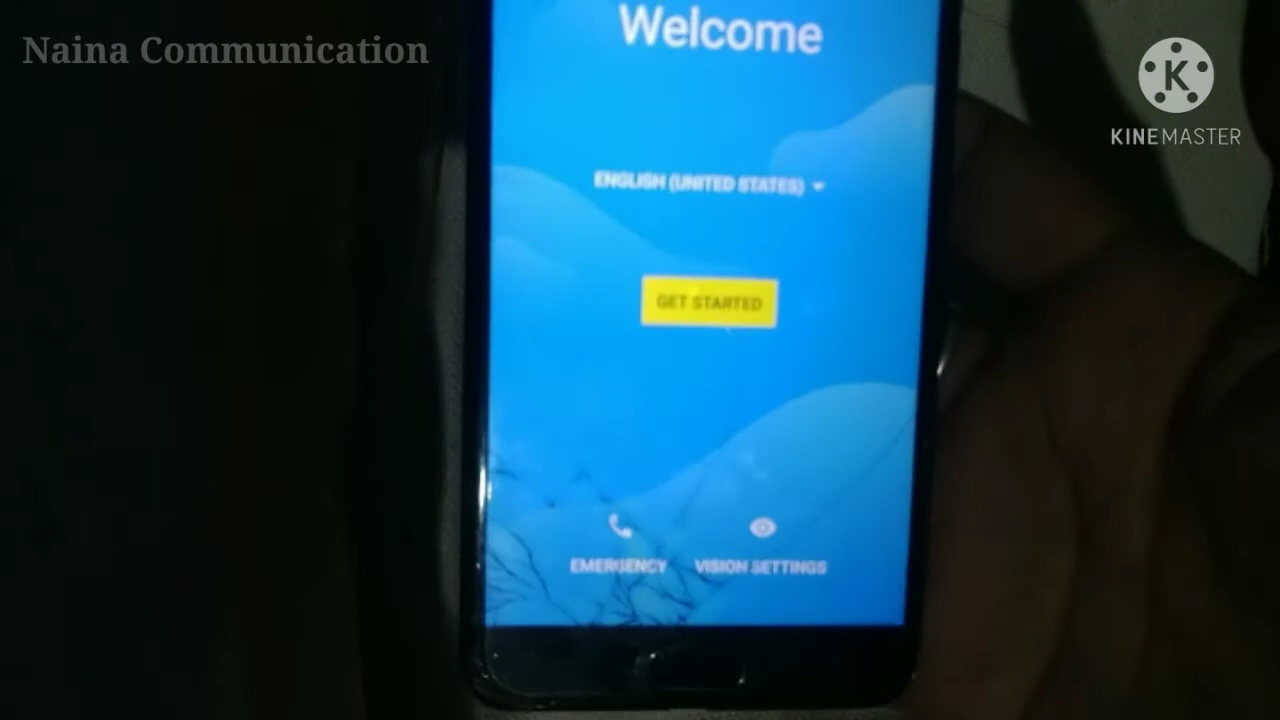 Naina Communication
Welcome
K
KINEMASTER
ENGLISH (UNITED STATES)
GET STARTED
EMERGENCY
VISION SETTINGS